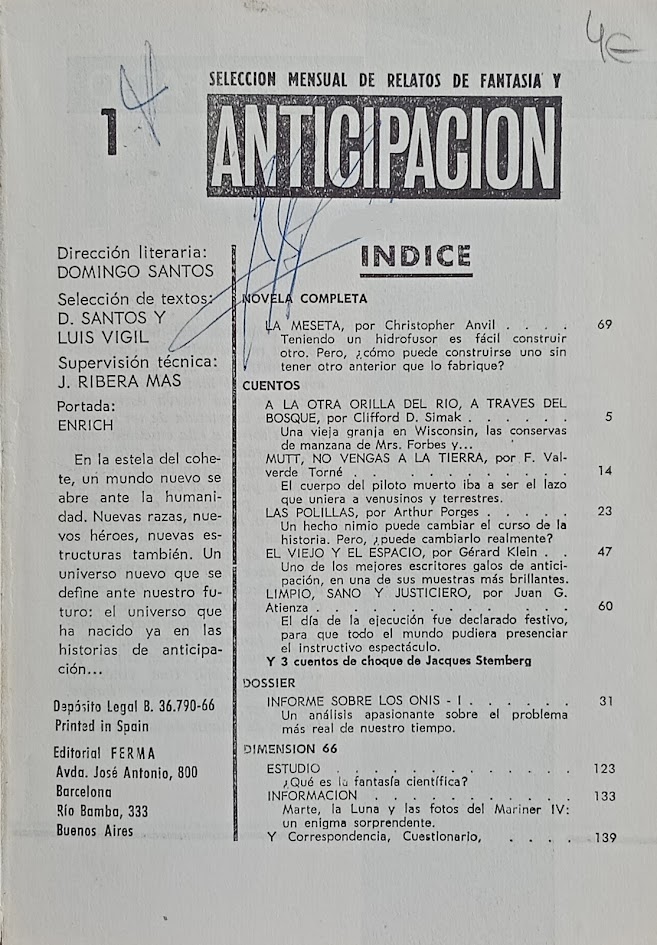 4€
SELECCION MENSUAL DE RELATOS DE FANTASIA Y
1
ANTICIPACION
Dirección literaria:
DOMINGO SANTOS
Selección de textos:
D. SANTOS Y
LUIS VIGIL
Supervisión técnica:
J. RIBERA MAS
Portada:
ENRICH
En la estela del cohe-
te, un mundo nuevo se
abre ante la humani-
dad. Nuevas razas, nue-
vos héroes, nuevas es-
tructuras también. Un
universo nuevo que se
define ante nuestro fu-
turo: el universo que
ha nacido ya en las
historias de anticipa-
ción...
Depósito Legal B. 36.790-66
Printed in Spain
Editorial FERMA
Avda. José Antonio, 800
Barcelona
Río Bamba, 333
Buenos Aires
INDICE
NOVELA COMPLETA
LA MESETA, por Christopher Anvil . . . . 69
Teniendo un hidrofusor es fácil construir
otro. Pero, ¿cómo puede construirse uno sin
tener otro anterior que lo fabrique?
CUENTOS
A LA OTRA ORILLA DEL RIO, A TRAVES DEL
BOSQUE, por Clifford D. Simak . . . . . . 5
Una vieja granja en Wisconsin, las conservas
de manzana de Mrs. Forbes y...
MUTT, NO VENGAS A LA TIERRA, por F. Val-
verde Torné . . . . . . . . . . . . 14
El cuerpo del piloto muerto iba a ser el lazo
que uniera a venusinos y terrestres.
LAS POLILLAS, por Arthur Porges . . . . . 23
Un hecho nimio puede cambiar el curso de la
historia. Pero, ¿puede cambiarlo realmente?
EL VIEJO Y EL ESPACIO, por Gérard Klein . . 47
Uno de los mejores escritores galos de antici-
pación, en una de sus muestras más brillantes.
LIMPIO, SANO Y JUSTICIERO, por Juan G.
Atienza . . . . . . . . . . . . . 60
El día de la ejecución fue declarado festivo,
para que todo el mundo pudiera presenciar
el instructivo espectáculo.
Y 3 cuentos de choque de Jacques Stemberg
DOSSIER
INFORME SOBRE LOS ONIS - I . . . . . . 31
Un análisis apasionante sobre el problema
más real de nuestro tiempo.
DIMENSION 66
ESTUDIO . . . . . . . . . . . . . 123
¿Qué es la fantasía científica?
INFORMACION . . . . . . . . . . . 133
Marte, la Luna y las fotos del Mariner IV:
un enigma sorprendente.
Y Correspondencia, Cuestionario, . . . . 139